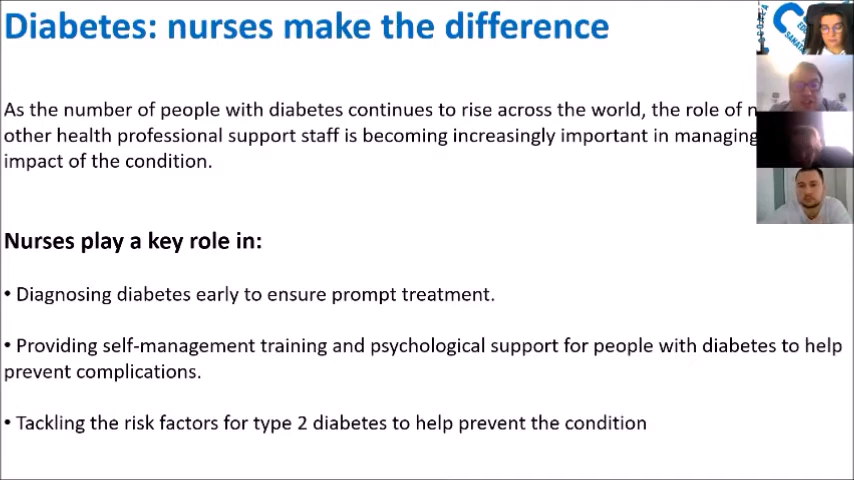 Diabetes: nurses make the difference
As the number of people with diabetes continues to rise across the world, the role of
other health professional support staff is becoming increasingly important in managing
impact of the condition.
Nurses play a key role in:
• Diagnosing diabetes early to ensure prompt treatment.
• Providing self-management training and psychological support for people with diabetes to help
prevent complications.
• Tackling the risk factors for type 2 diabetes to help prevent the condition